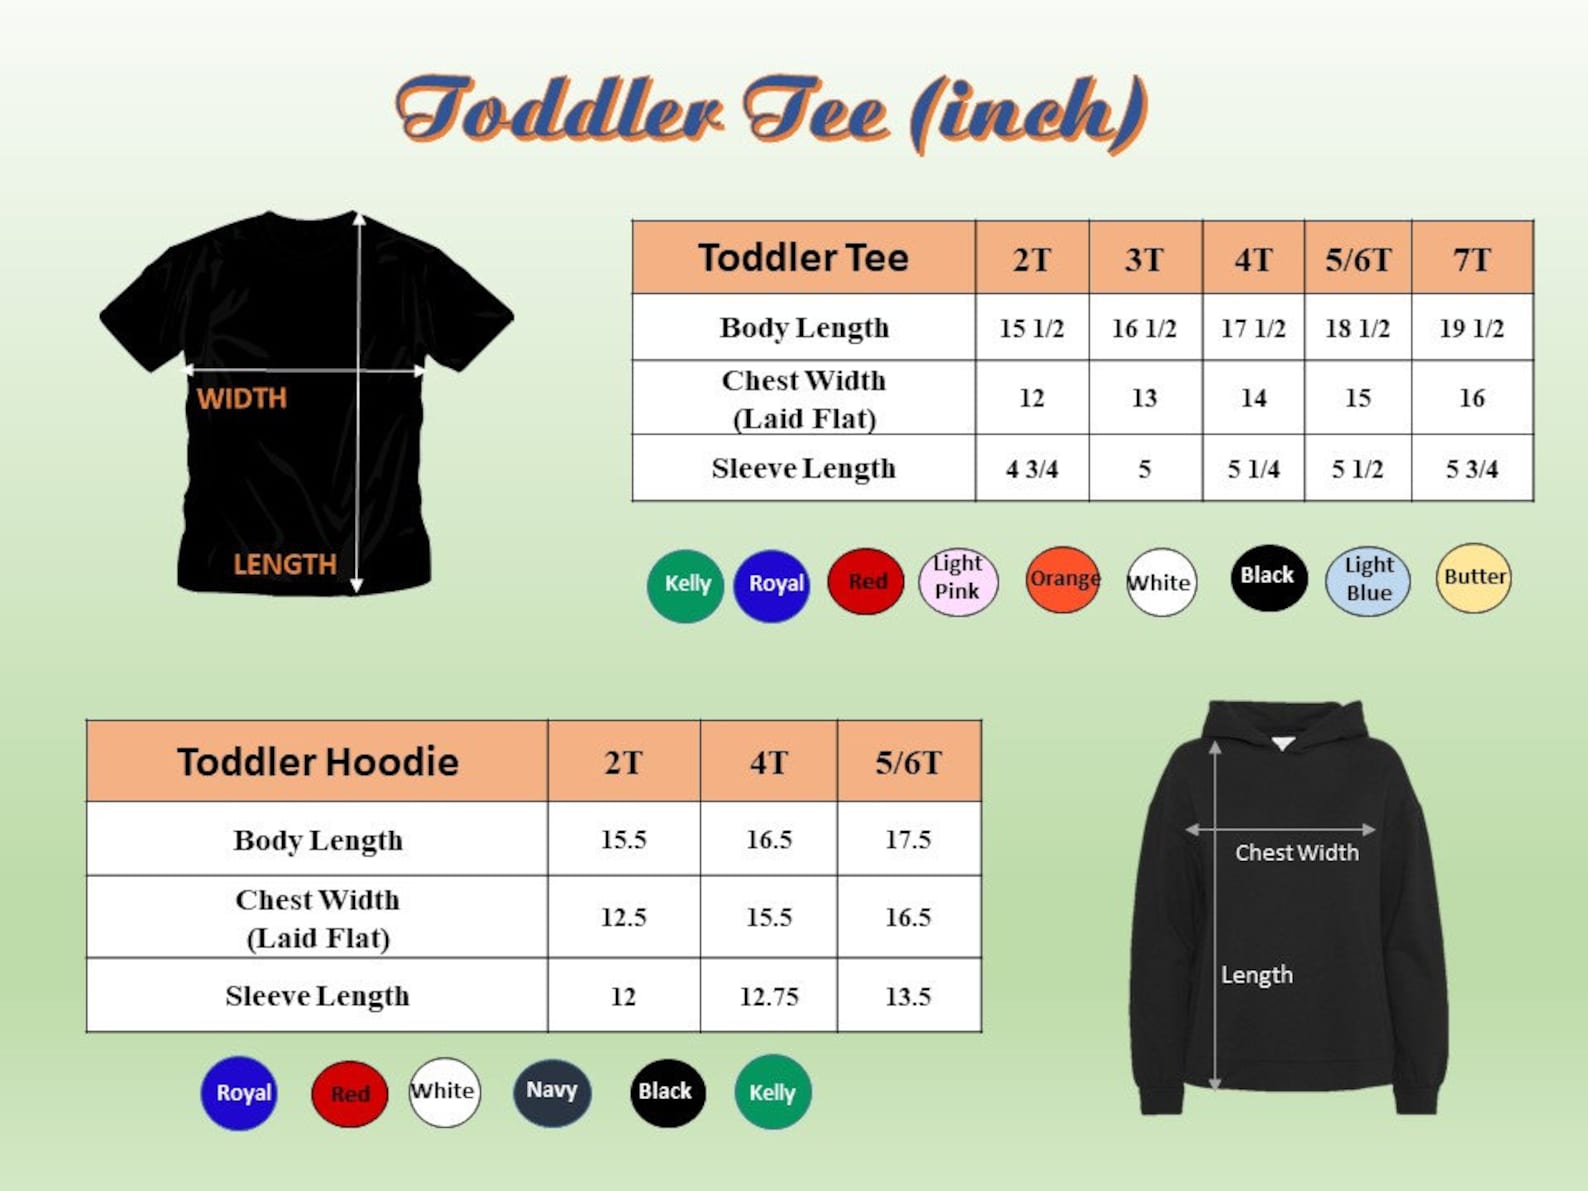 Toddler Tee (inch)
WIDTH
LENGTH
Toddler Tee 2T 3T 4T 5/6T 7T
Body Length 15 1/2 16 1/2 17 1/2 18 1/2 19 1/2
Chest Width
(Laid Flat) 12 13 14 15 16
Sleeve Length 4 3/4 5 5 1/4 5 1/2 5 3/4
Kelly Royal Red Light Pink Orange White Black Light Blue Butter
Toddler Hoodie 2T 4T 5/6T
Body Length 15.5 16.5 17.5
Chest Width
(Laid Flat) 12.5 15.5 16.5
Sleeve Length 12 12.75 13.5
Royal Red White Navy Black Kelly
Chest Width
Length